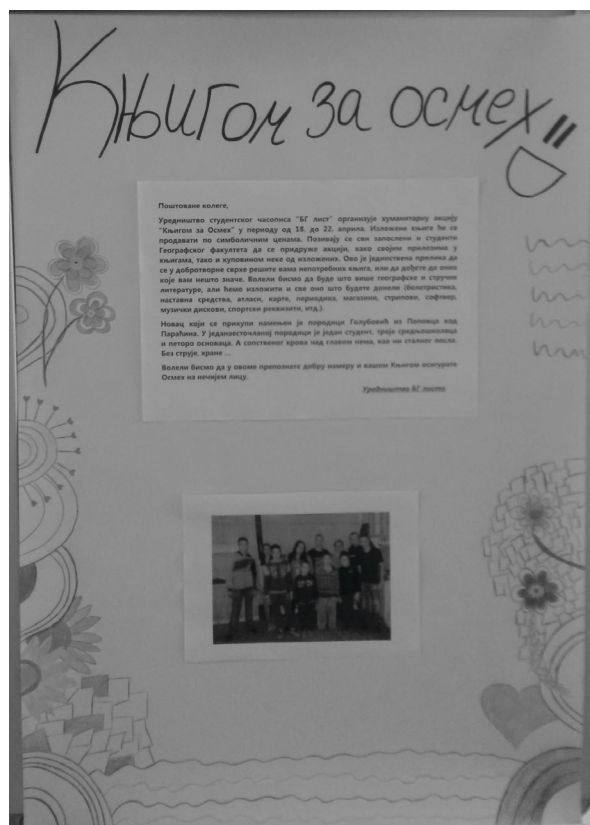 Књигом за осмех
Поштоване колеге,
Уредништво студентског часописа "БГ лист" организује хуманитарну акцију
"Књигом за Осмех" у периоду од 18. до 22. априла. Изложене књиге ће се
продавати по симболичним ценама. Позивају се сви запослени и студенти
Географског факултета да се придруже акцији, како својим прилозима у
књигама, тако и куповином неке од изложених. Ово је јединствена прилика да
се у добротворне сврхе решите вама непотребних књига, или да дођете до оних
које вам нешто значе. Волели бисмо да буде што више географске и стручне
литературе, али ћемо изложити и све оно што будете донели (белетристика,
наставна средства, атласи, карте, периодика, магазини, стрипови, софтвер,
музички дискови, спортски реквизити, итд.).
Новац који се прикупи намењен је породици Голубовић из Поповца код
Параћина. У једанаесточланој породици је један студент, троје средњошколаца
и петоро основаца. А сопственог крова над главом нема, као ни сталног посла.
Без струје, хране ...
Волели бисмо да у овоме препознате добру намеру и вашом Књигом осигурате
Осмех на нечијем лицу.
Уредништво БГ листа